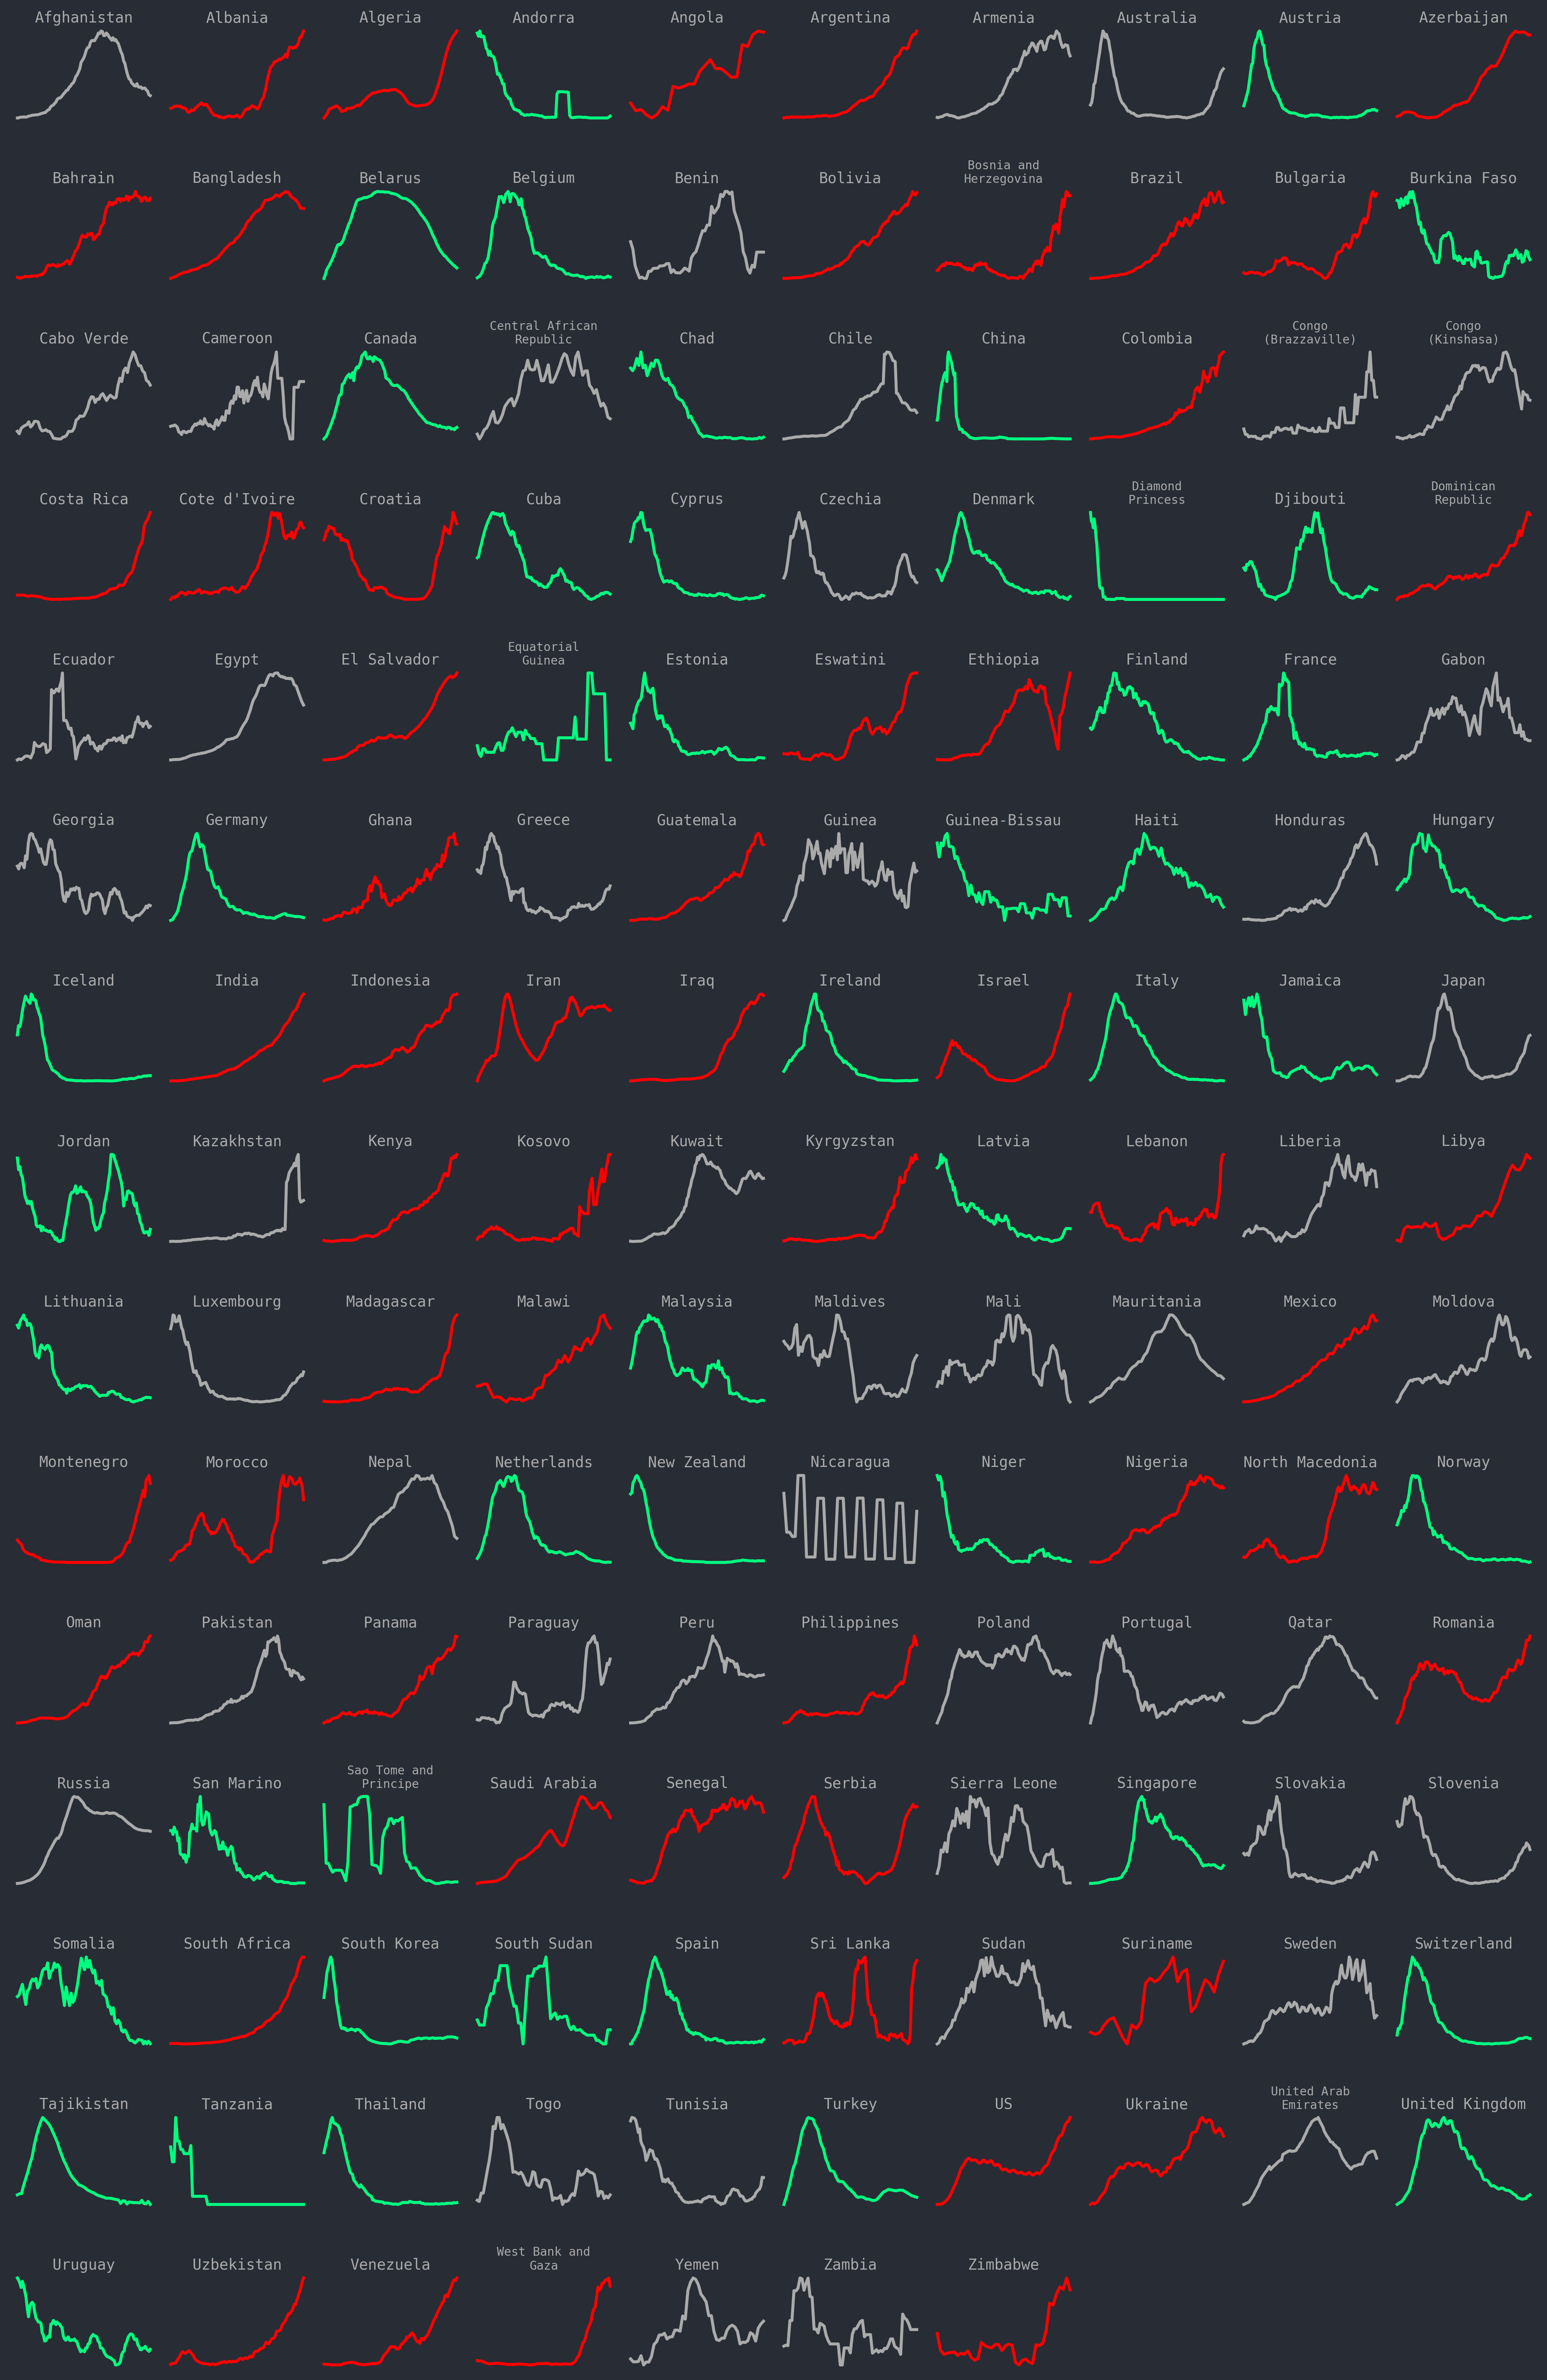 Afghanistan
Albania
Algeria
Andorra
Angola
Argentina
Armenia
Australia
Austria
Azerbaijan
Bahrain
Bangladesh
Belarus
Belgium
Benin
Bolivia
Bosnia and
Herzegovina
Brazil
Bulgaria
Burkina Faso
Cabo Verde
Cameroon
Canada
Central African
Republic
Chad
Chile
China
Colombia
Congo
(Brazzaville)
Congo
(Kinshasa)
Costa Rica
Cote d'Ivoire
Croatia
Cuba
Cyprus
Czechia
Denmark
Diamond
Princess
Djibouti
Dominican
Republic
Ecuador
Egypt
El Salvador
Equatorial
Guinea
Estonia
Eswatini
Ethiopia
Finland
France
Gabon
Georgia
Germany
Ghana
Greece
Guatemala
Guinea
Guinea-Bissau
Haiti
Honduras
Hungary
Iceland
India
Indonesia
Iran
Iraq
Ireland
Israel
Italy
Jamaica
Japan
Jordan
Kazakhstan
Kenya
Kosovo
Kuwait
Kyrgyzstan
Latvia
Lebanon
Liberia
Libya
Lithuania
Luxembourg
Madagascar
Malawi
Malaysia
Maldives
Mali
Mauritania
Mexico
Moldova
Montenegro
Morocco
Nepal
Netherlands
New Zealand
Nicaragua
Niger
Nigeria
North Macedonia
Norway
Oman
Pakistan
Panama
Paraguay
Peru
Philippines
Poland
Portugal
Qatar
Romania
Russia
San Marino
Sao Tome and
Principe
Saudi Arabia
Senegal
Serbia
Sierra Leone
Singapore
Slovakia
Slovenia
Somalia
South Africa
South Korea
South Sudan
Spain
Sri Lanka
Sudan
Suriname
Sweden
Switzerland
Tajikistan
Tanzania
Thailand
Togo
Tunisia
Turkey
US
Ukraine
United Arab
Emirates
United Kingdom
Uruguay
Uzbekistan
Venezuela
West Bank and
Gaza
Yemen
Zambia
Zimbabwe